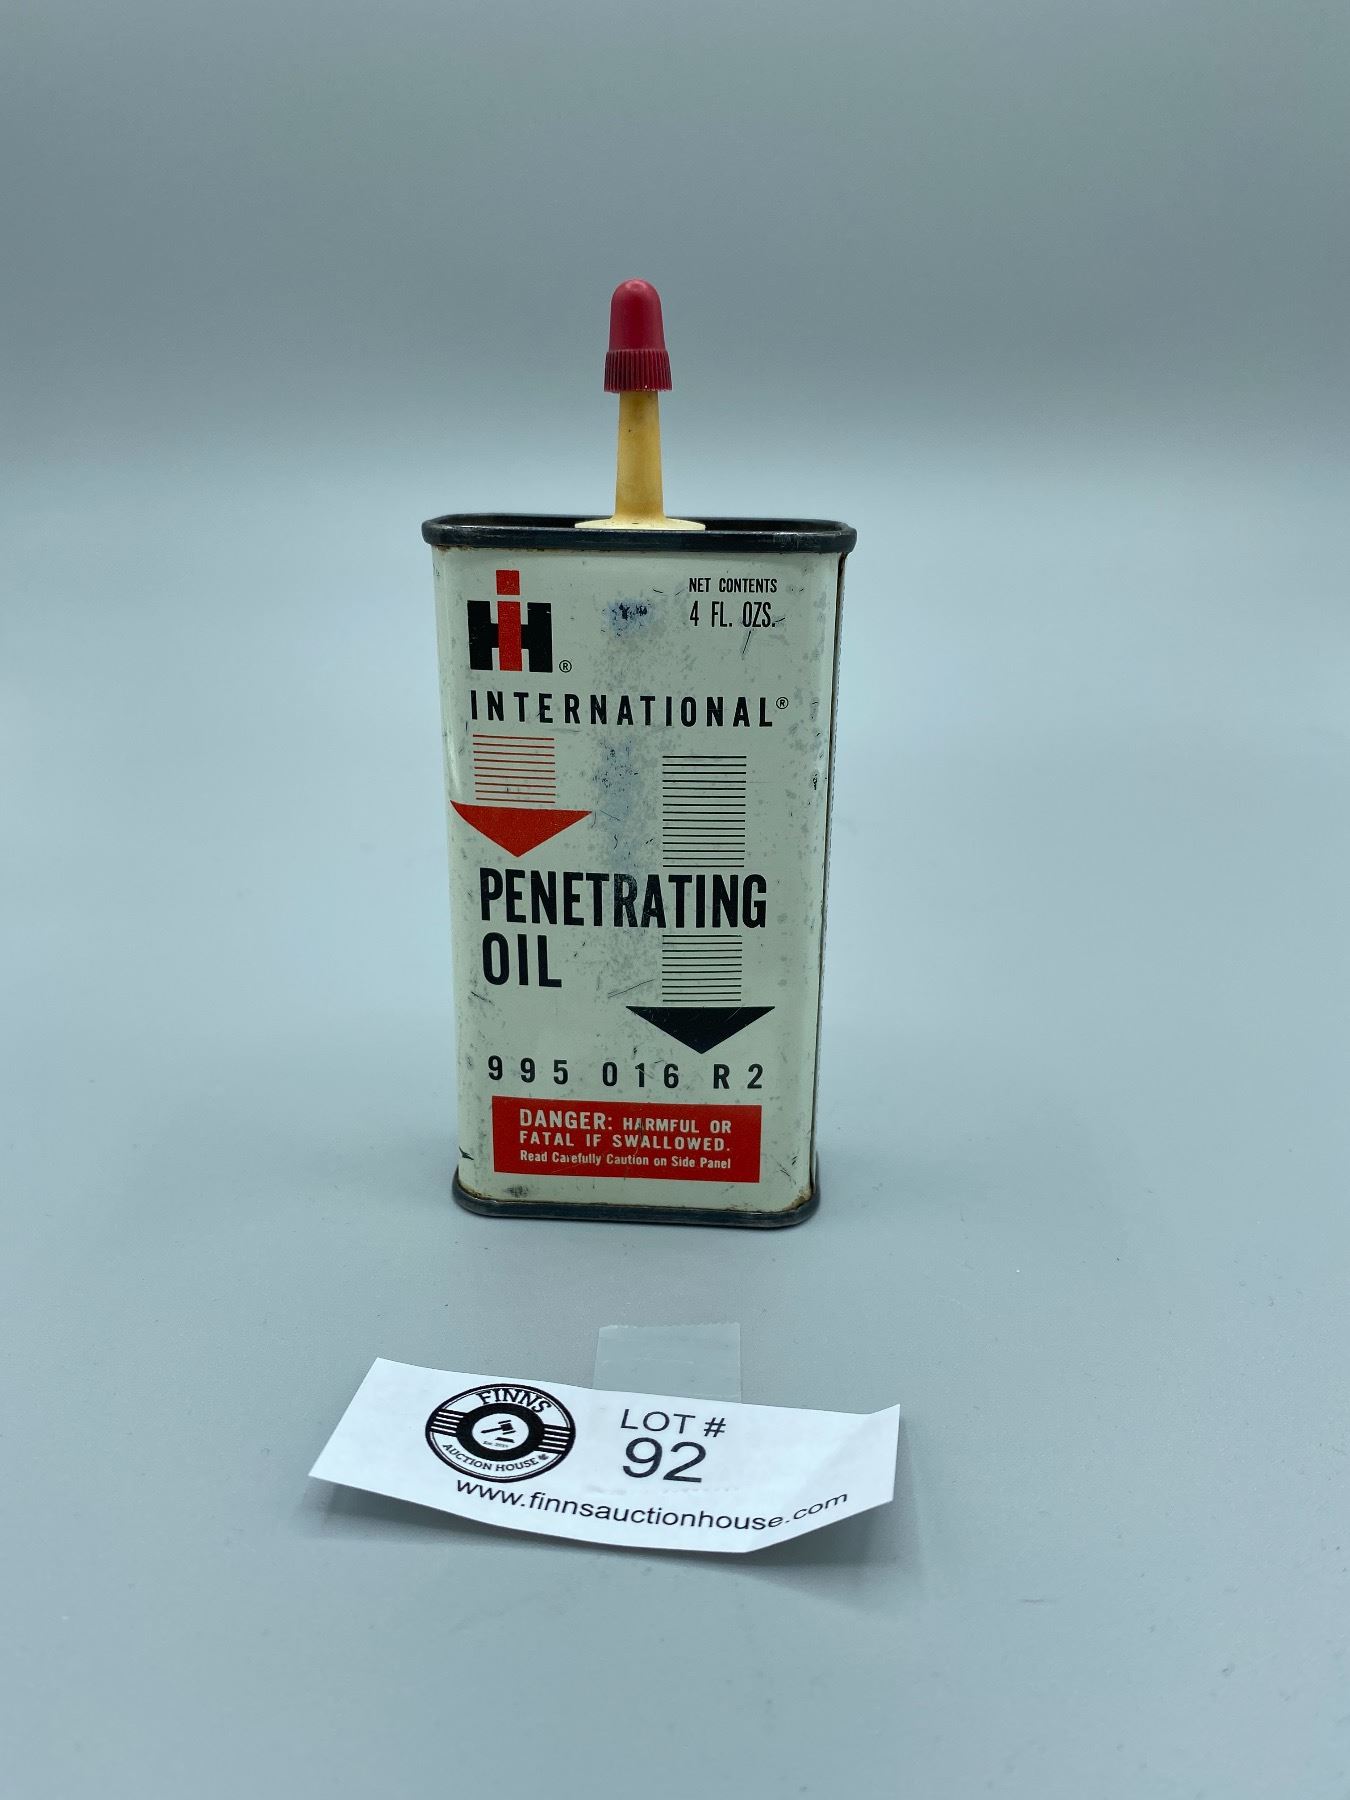 IH®
NET CONTENTS
4 FL. OZS.
INTERNATIONAL®
PENETRATING
OIL
995 016 R2
DANGER: HARMFUL OR
FATAL IF SWALLOWED.
Read Carefully Caution on Side Panel
FINNS
AUCTION HOUSE
LOT #
92
www.finnsauctionhouse.com